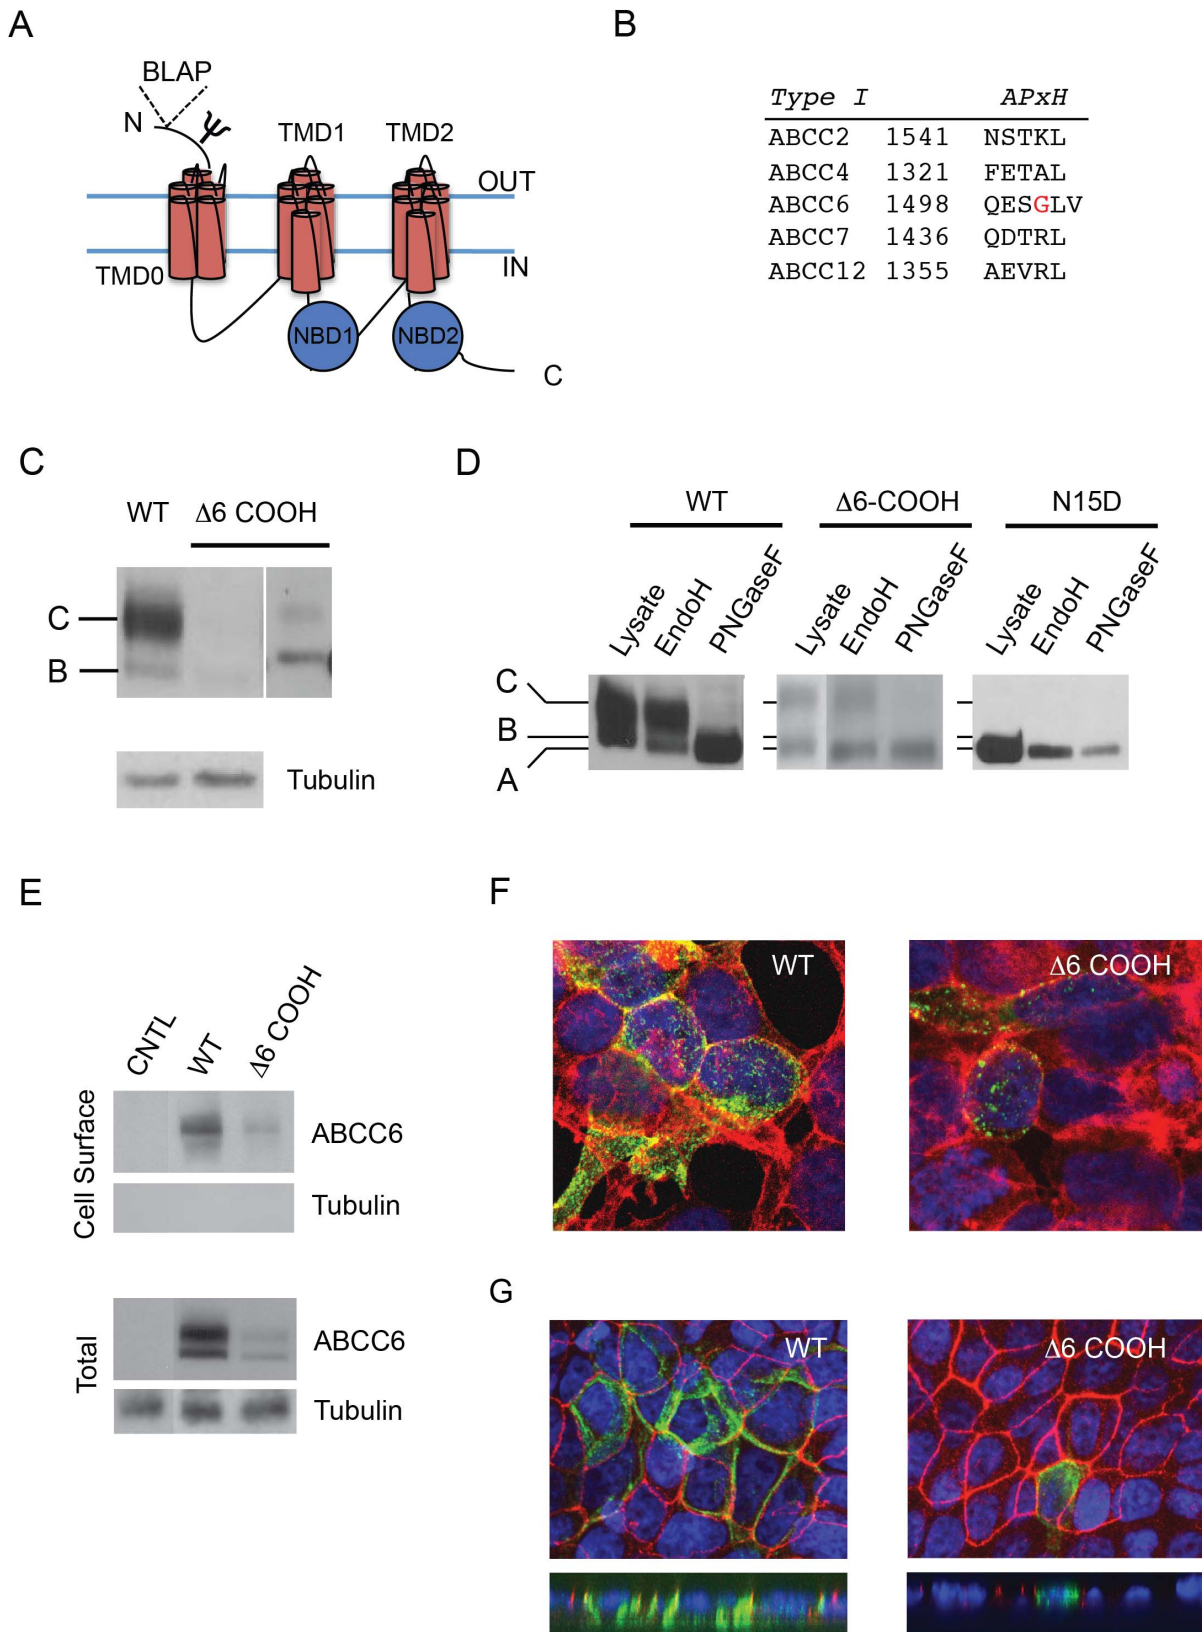 A
BLAP
N
TMD1
TMD2
OUT
IN
TMD0
NBD1
NBD2
C
B
Type I APxH
ABCC2 1541 NSTKL
ABCC4 1321 FETAL
ABCC6 1498 QESGLV
ABCC7 1436 QDTRL
ABCC12 1355 AEVRL
C
WT Δ6 COOH
C
B
Tubulin
D
WT Δ6-COOH N15D
Lysate EndoH PNGaseF Lysate EndoH PNGaseF Lysate EndoH PNGaseF
C
B
A
E
CNTL WT Δ6 COOH
Cell Surface
ABCC6
Tubulin
Total
ABCC6
Tubulin
F
WT
Δ6 COOH
G
WT
Δ6 COOH